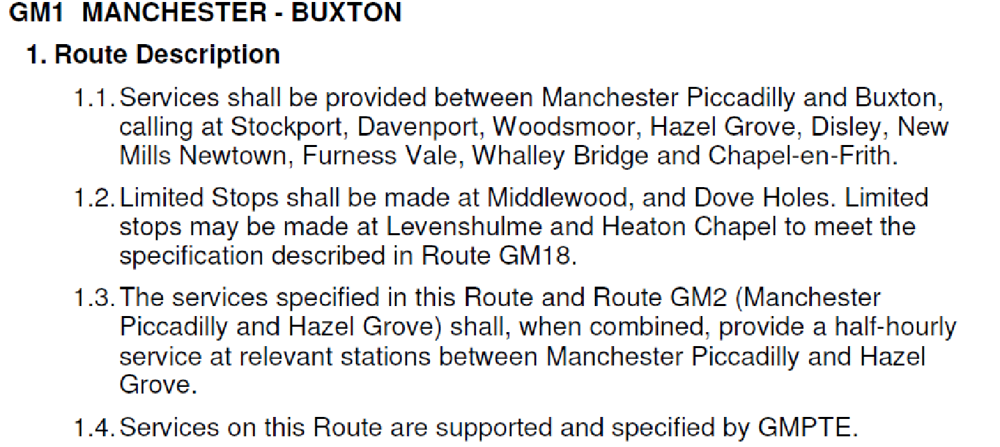 GM1 MANCHESTER - BUXTON
1. Route Description
1.1. Services shall be provided between Manchester Piccadilly and Buxton,
calling at Stockport, Davenport, Woodsmoor, Hazel Grove, Disley, New
Mills Newtown, Furness Vale, Whalley Bridge and Chapel-en-Frith.
1.2. Limited Stops shall be made at Middlewood, and Dove Holes. Limited
stops may be made at Levenshulme and Heaton Chapel to meet the
specification described in Route GM18.
1.3. The services specified in this Route and Route GM2 (Manchester
Piccadilly and Hazel Grove) shall, when combined, provide a half-hourly
service at relevant stations between Manchester Piccadilly and Hazel
Grove.
1.4. Services on this Route are supported and specified by GMPTE.